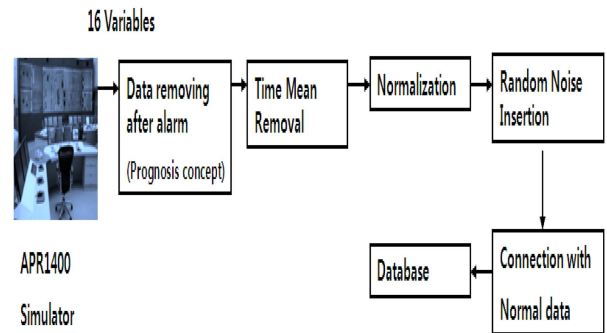 16 Variables
Data removing
after alarm
(Prognosis concept)
Time Mean
Removal
Normalization
Random Noise
Insertion
Connection with
Normal data
Database
APR1400
Simulator